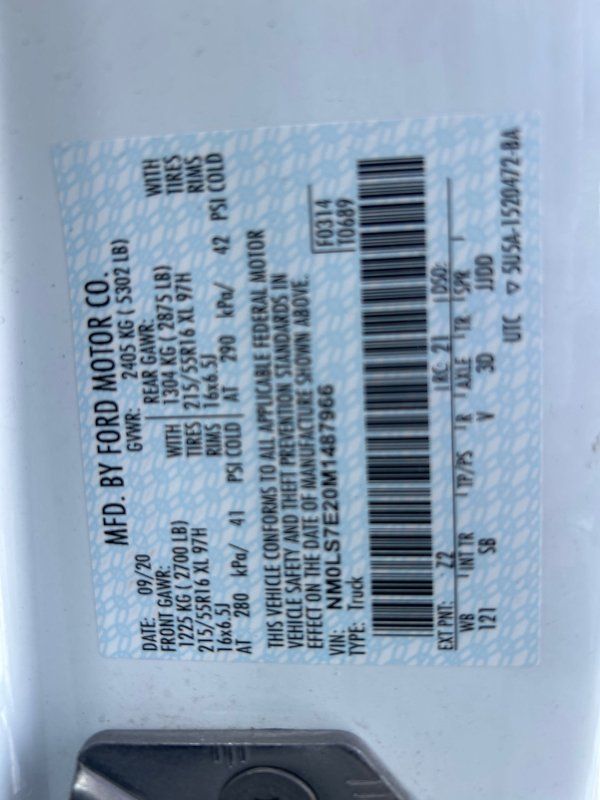 MFD. BY FORD MOTOR CO.
DATE: 09/20 GVWR: 2405 KG ( 5302 LB)
FRONT GAWR: REAR GAWR:
1225 KG ( 2700 LB) WITH 1304 KG ( 2875 LB) WITH
215/55R16 XL 97H TIRES 215/55R16 XL 97H TIRES
16x6.5J RIMS 16x6.5J RIMS
AT 280 kPa/ 41 PSI COLD AT 290 kPa/ 42 PSI COLD
THIS VEHICLE CONFORMS TO ALL APPLICABLE FEDERAL MOTOR
VEHICLE SAFETY AND THEFT PREVENTION STANDARDS IN
EFFECT ON THE DATE OF MANUFACTURE SHOWN ABOVE.
VIN: NM0LS7E20M1487966 F0314
TYPE: Truck T0689
EXT PNT: Z2 RC: 21 DSO:
WB INT TR TP/PS R AXLE TR SPR
121 SB V 3D JJDD
UTC ▽ 5U5A-1520472-BA